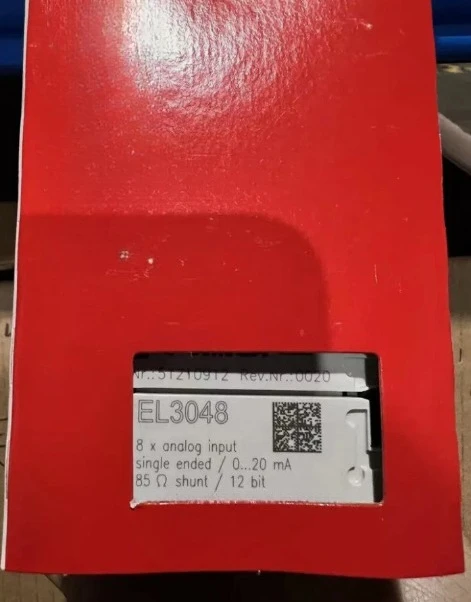 Nr.:51210912 Rev.Nr.:0020
EL3048
8 x analog input
single ended / 0...20 mA
85 Ω shunt / 12 bit